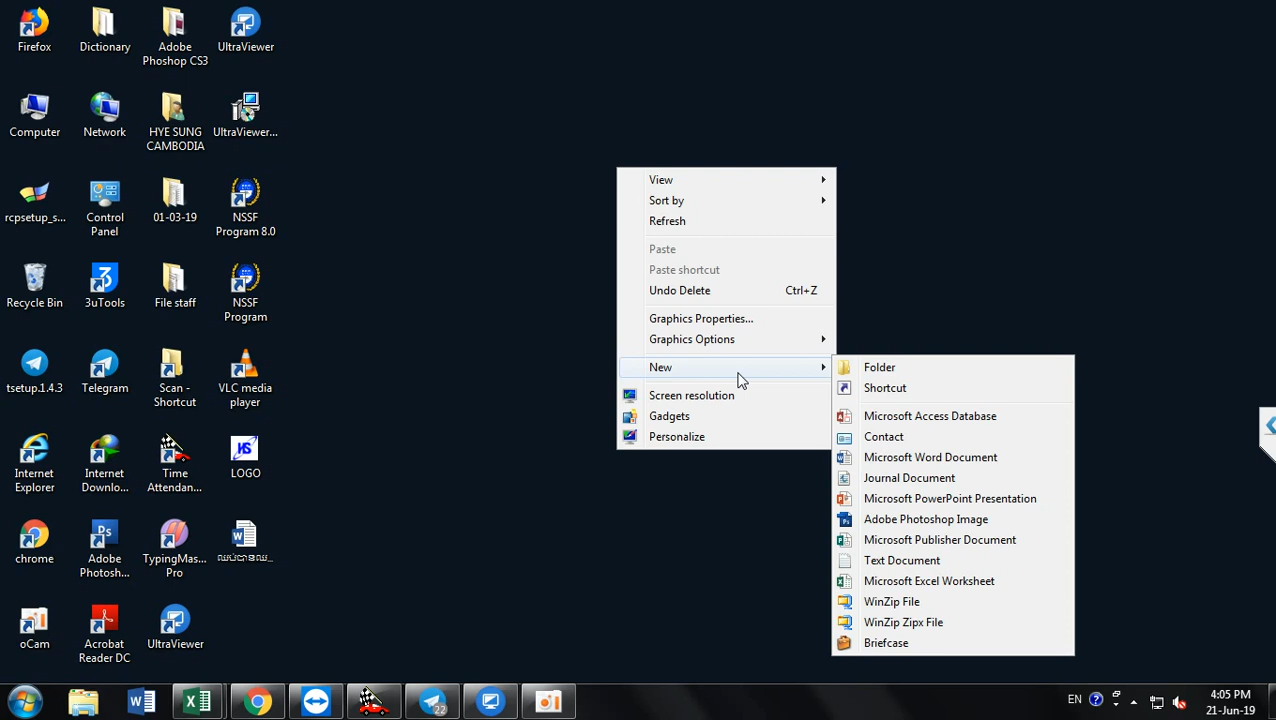 Firefox
Dictionary
Adobe
Phoshop CS3
UltraViewer
Computer
Network
HYE SUNG
CAMBODIA
UltraViewer...
rcpsetup_s...
Control
Panel
01-03-19
NSSF
Program 8.0
Recycle Bin
3uTools
File staff
NSSF
Program
tsetup.1.4.3
Telegram
Scan -
Shortcut
VLC media
player
Internet
Explorer
Internet
Downlo...
Time
Attendan...
LOGO
chrome
Adobe
Photosh...
TypingMas...
Pro
oCam
Acrobat
Reader DC
UltraViewer
View
Sort by
Refresh
Paste
Paste shortcut
Undo Delete Ctrl+Z
Graphics Properties...
Graphics Options
New
Screen resolution
Gadgets
Personalize
Folder
Shortcut
Microsoft Access Database
Contact
Microsoft Word Document
Journal Document
Microsoft PowerPoint Presentation
Adobe Photoshop Image
Microsoft Publisher Document
Text Document
Microsoft Excel Worksheet
WinZip File
WinZip Zipx File
Briefcase
22
EN
4:05 PM
21-Jun-19